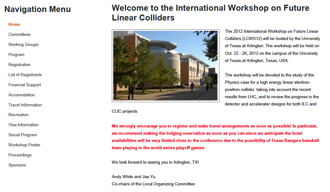 Navigation Menu
Home
Committees
Working Groups
Program
Registration
List of Registrants
Financial Support
Accomodation
Travel Information
Recreation
Visa Information
Social Program
Workshop Poster
Proceedings
Sponsors
Welcome to the International Workshop on Future
Linear Colliders
The 2012 International Workshop on Future Linear
Colliders (LCWS12) will be hosted by the University
of Texas at Arlington. The workshop will be held on
Oct. 22 - 26, 2012 on the campus of the University
of Texas at Arlington, Texas, USA.
The workshop will be devoted to the study of the
Physics case for a high energy linear electron-
positron collider, taking into account the recent
results from LHC, and to review the progress in the
detector and accelerator designs for both ILC and
CLIC projects.
We strongly encourage you to register and make travel arrangements as soon as possible! In particular,
we recommend making the lodging reservation as soon as you can since we anticipate the hotel
availabilities will be very limited close to the conference due to the possibility of Texas Rangers baseball
team playing in the world series playoff games.
We look forward to seeing you in Arlington, TX!
Andy White and Jae Yu
Co-chairs of the Local Organizing Committee